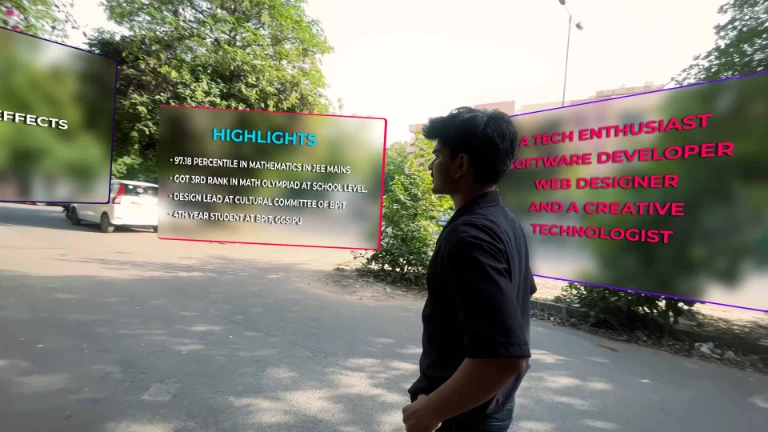 EFFECTS
HIGHLIGHTS
• 97.18 PERCENTILE IN MATHEMATICS IN JEE MAINS
• GOT 3RD RANK IN MATH OLYMPIAD AT SCHOOL LEVEL.
• DESIGN LEAD AT CULTURAL COMMITTEE OF BPIT
• 4TH YEAR STUDENT AT BPIT, GGSIPU
A TECH ENTHUSIAST
SOFTWARE DEVELOPER
WEB DESIGNER
AND A CREATIVE
TECHNOLOGIST